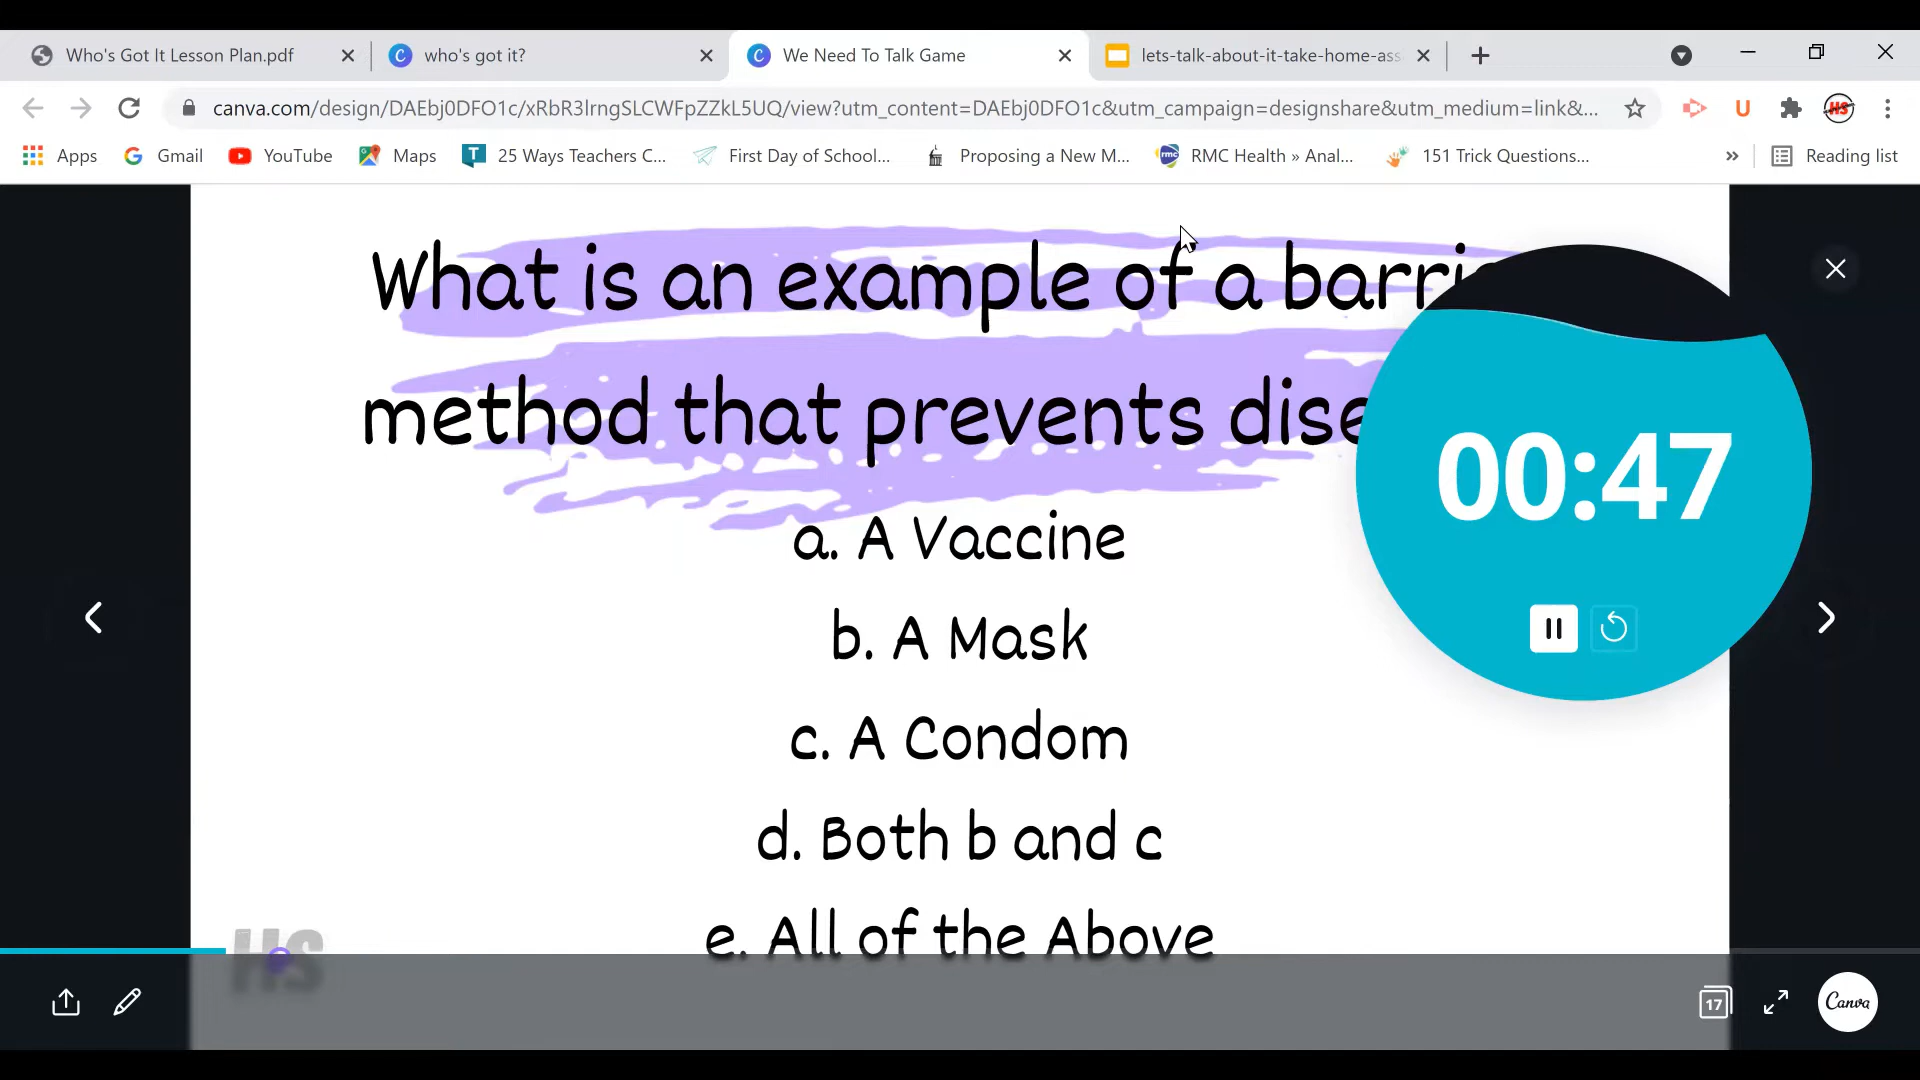 Who's Got It Lesson Plan.pdf
who's got it?
We Need To Talk Game
lets-talk-about-it-take-home-ass
canva.com/design/DAEbj0DFO1c/xRbR3lrngSLCWFpZZkL5UQ/view?utm_content=DAEbj0DFO1c&utm_campaign=designshare&utm_medium=link&...
U
HS
Apps
Gmail
YouTube
Maps
25 Ways Teachers C...
First Day of School...
Proposing a New M...
rmc
RMC Health » Anal...
151 Trick Questions...
»
Reading list
What is an example of a barri
method that prevents dise
00:47
a. A Vaccine
b. A Mask
c. A Condom
d. Both b and c
e. All of the Above
HS
17
Canva